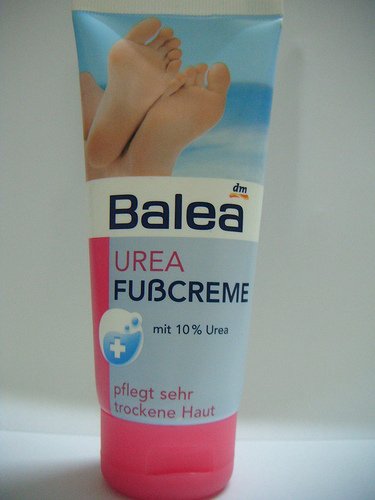 dm
Balea
UREA
FUßCREME
mit 10% Urea
pflegt sehr
trockene Haut